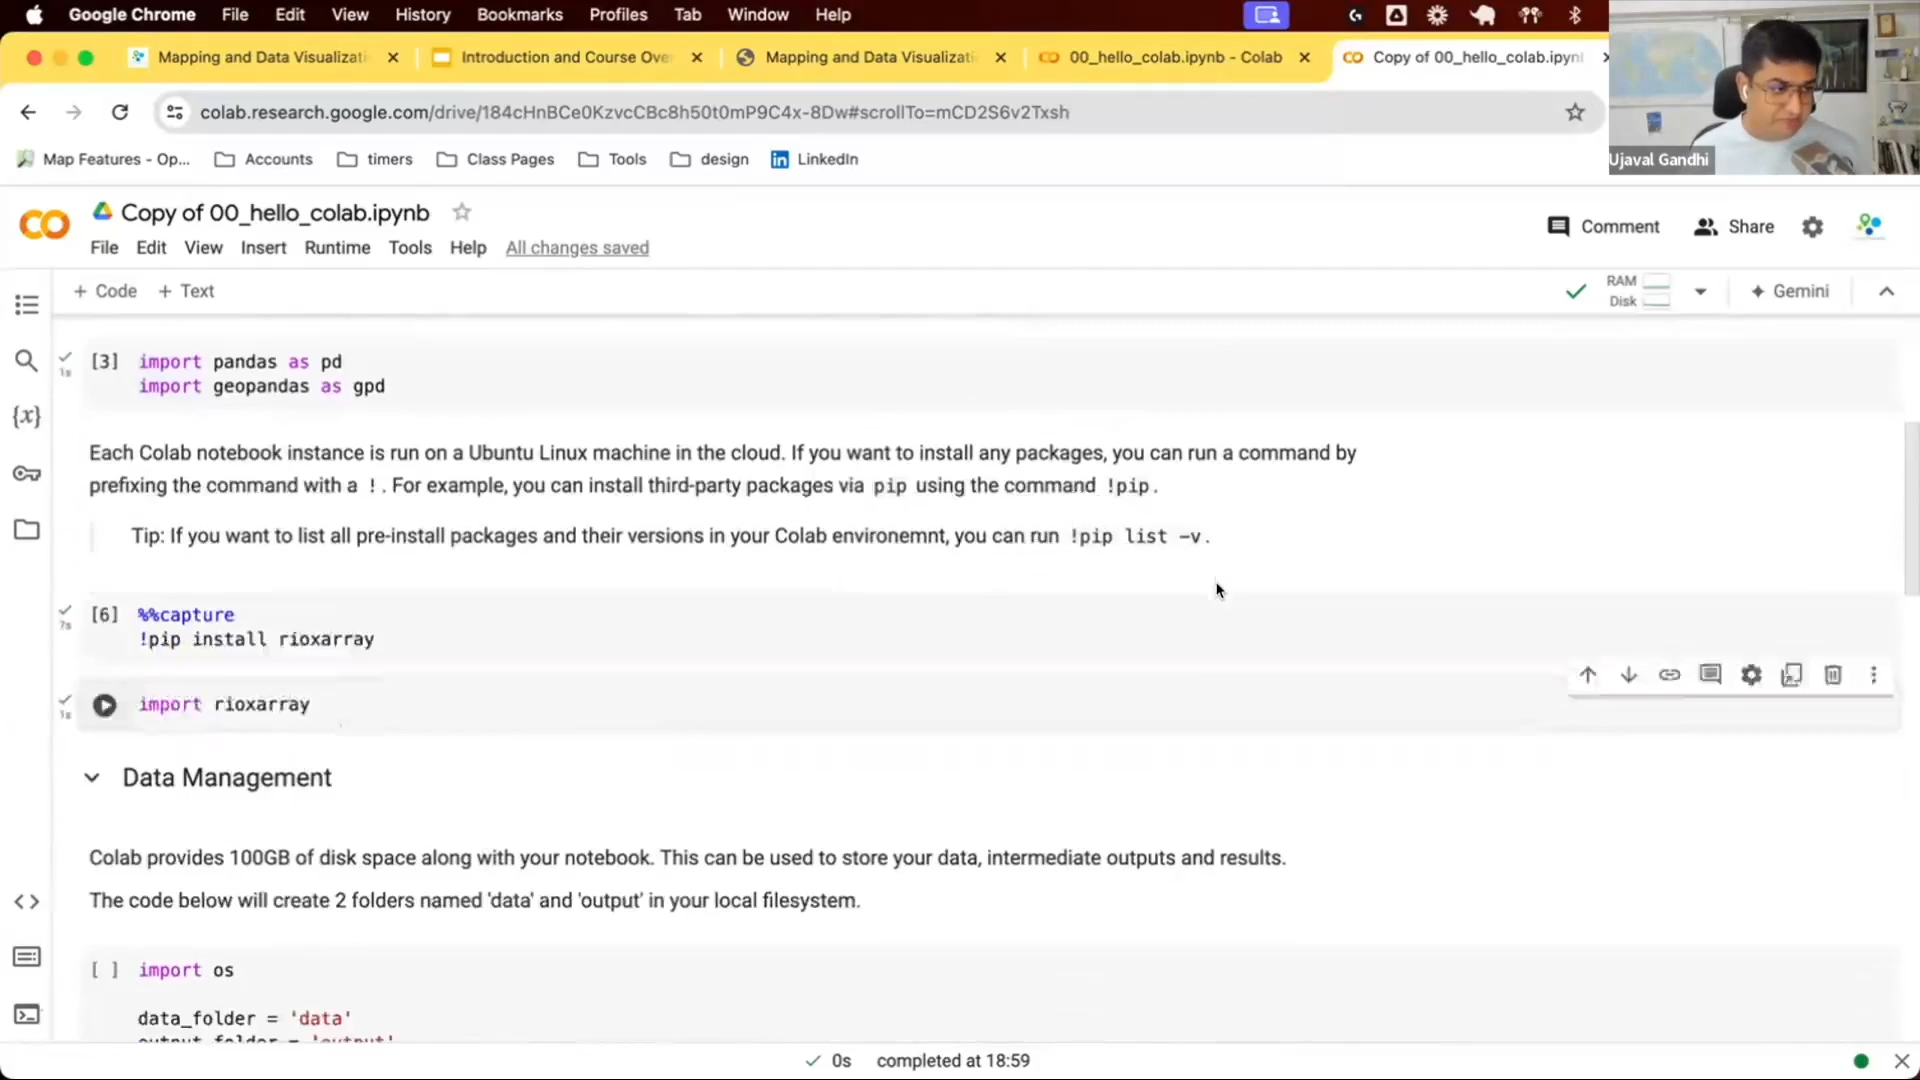 Google Chrome File Edit View History Bookmarks Profiles Tab Window Help
Mapping and Data Visualizati
Introduction and Course Ove
Mapping and Data Visualizati
00_hello_colab.ipynb - Colab
Copy of 00_hello_colab.ipynb
colab.research.google.com/drive/184cHnBCe0KzvcCBc8h50t0mP9C4x-8Dw#scrollTo=mCD2S6v2Txsh
Ujaval Gandhi
Map Features - Op... Accounts timers Class Pages Tools design LinkedIn
Copy of 00_hello_colab.ipynb
Comment Share
File Edit View Insert Runtime Tools Help All changes saved
+ Code + Text
RAM
Disk
Gemini
[3] import pandas as pd
1s
import geopandas as gpd
Each Colab notebook instance is run on a Ubuntu Linux machine in the cloud. If you want to install any packages, you can run a command by
prefixing the command with a !. For example, you can install third-party packages via pip using the command !pip.
Tip: If you want to list all pre-install packages and their versions in your Colab environemnt, you can run !pip list -v.
[6] %%capture
7s
!pip install rioxarray
import rioxarray
1s
Data Management
Colab provides 100GB of disk space along with your notebook. This can be used to store your data, intermediate outputs and results.
The code below will create 2 folders named 'data' and 'output' in your local filesystem.
[ ] import os
data_folder = 'data'
output_folder = 'output'
0s completed at 18:59